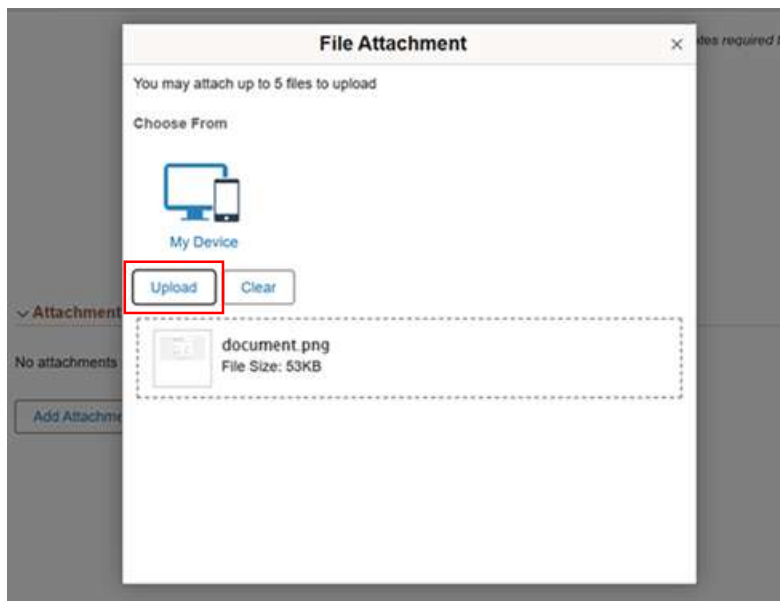 File Attachment
×
You may attach up to 5 files to upload
Choose From
My Device
Upload
Clear
document.png
File Size: 53KB
required
Attachment
No attachments
Add